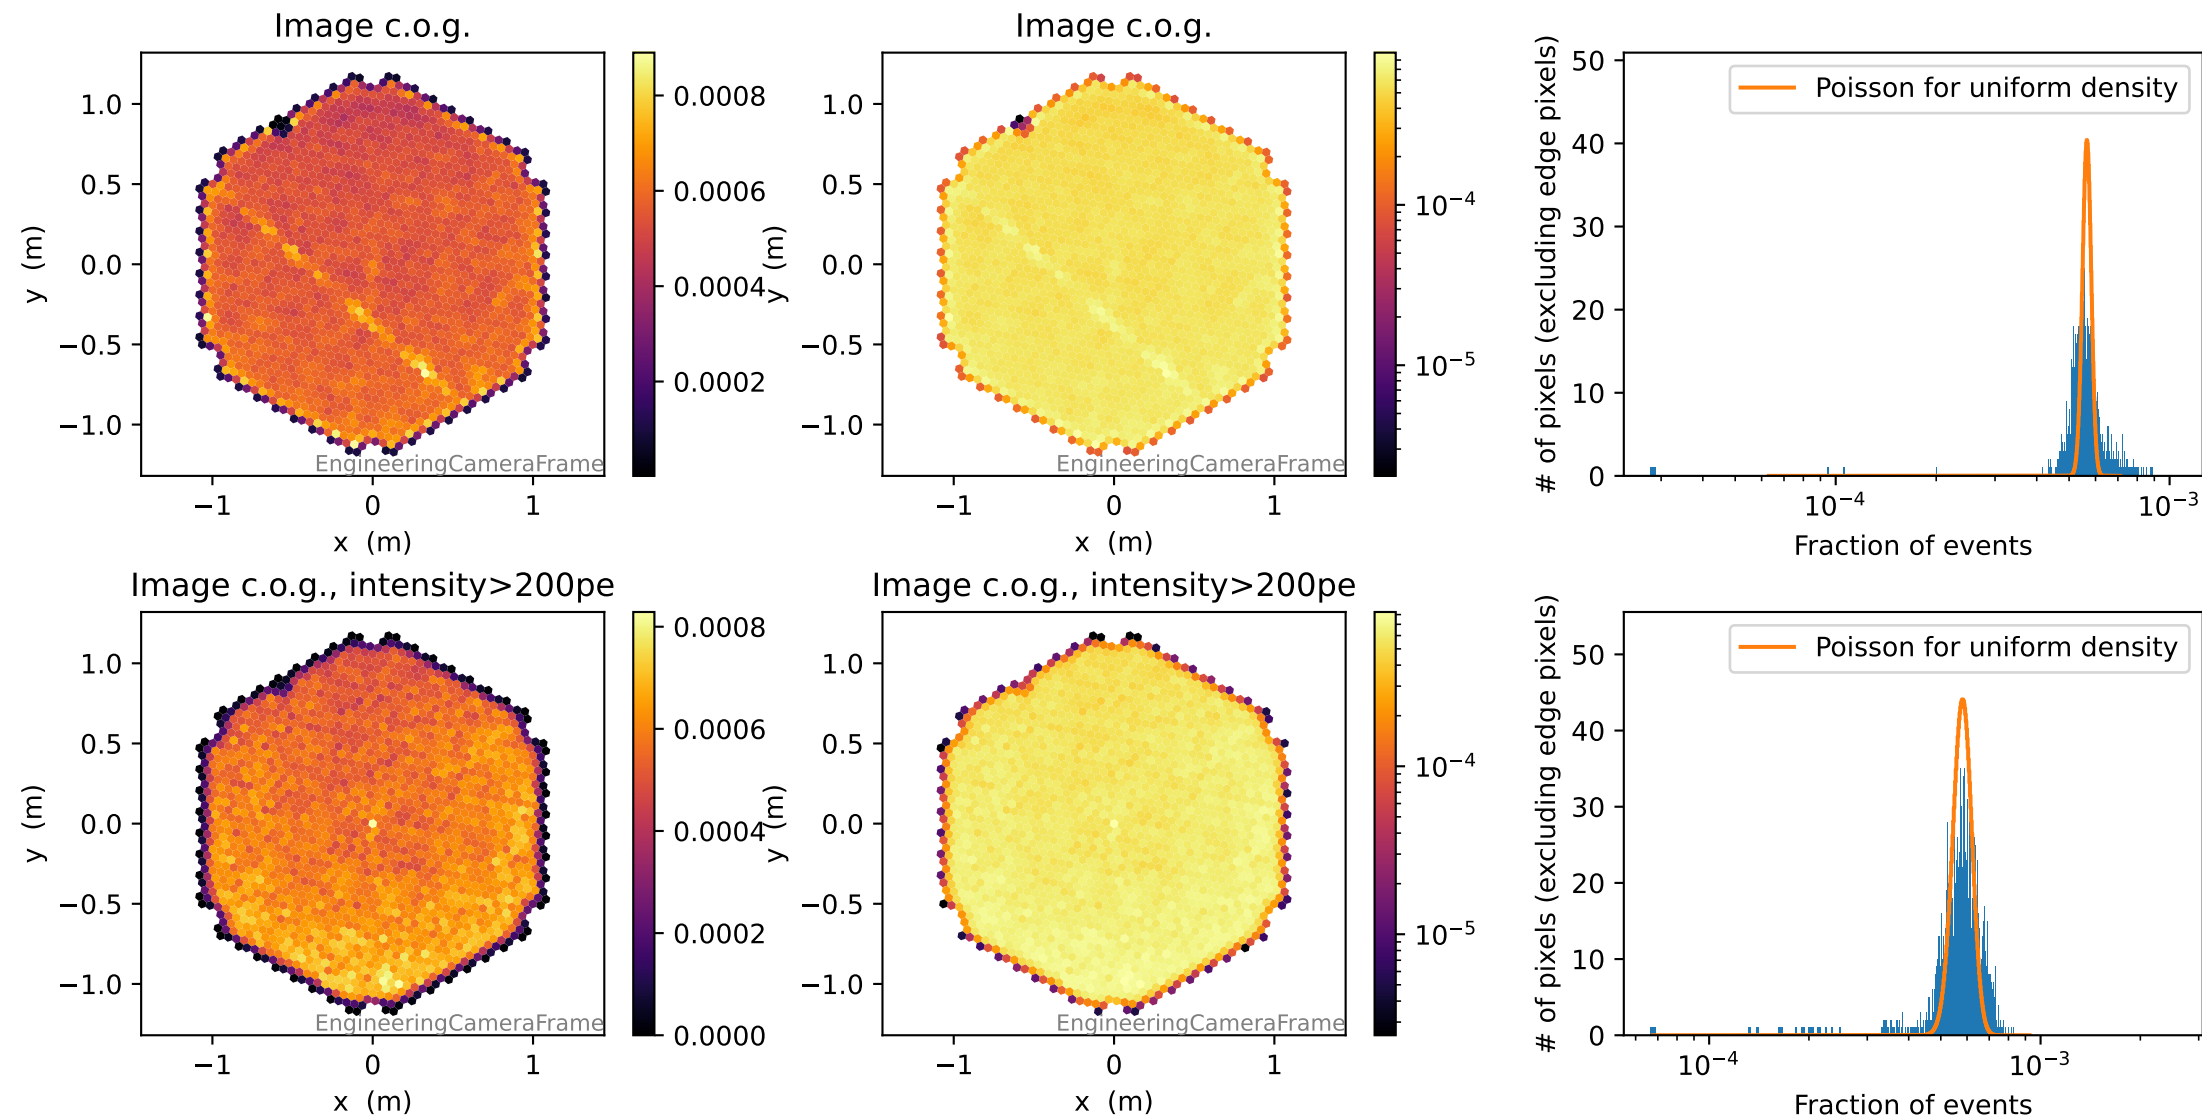 Image c.o.g.
y (m)
1.0
0.5
0.0
−0.5
−1.0
−1
0
1
x (m)
EngineeringCameraFrame
0.0008
0.0006
0.0004
0.0002
Image c.o.g.
y (m)
1.0
0.5
0.0
−0.5
−1.0
−1
0
1
x (m)
EngineeringCameraFrame
10−4
10−5
# of pixels (excluding edge pixels)
50
40
30
20
10
0
Poisson for uniform density
10−4
10−3
Fraction of events
Image c.o.g., intensity>200pe
y (m)
1.0
0.5
0.0
−0.5
−1.0
−1
0
1
x (m)
EngineeringCameraFrame
0.0008
0.0006
0.0004
0.0002
0.0000
Image c.o.g., intensity>200pe
y (m)
1.0
0.5
0.0
−0.5
−1.0
−1
0
1
x (m)
EngineeringCameraFrame
10−4
10−5
# of pixels (excluding edge pixels)
50
40
30
20
10
0
Poisson for uniform density
10−4
10−3
Fraction of events